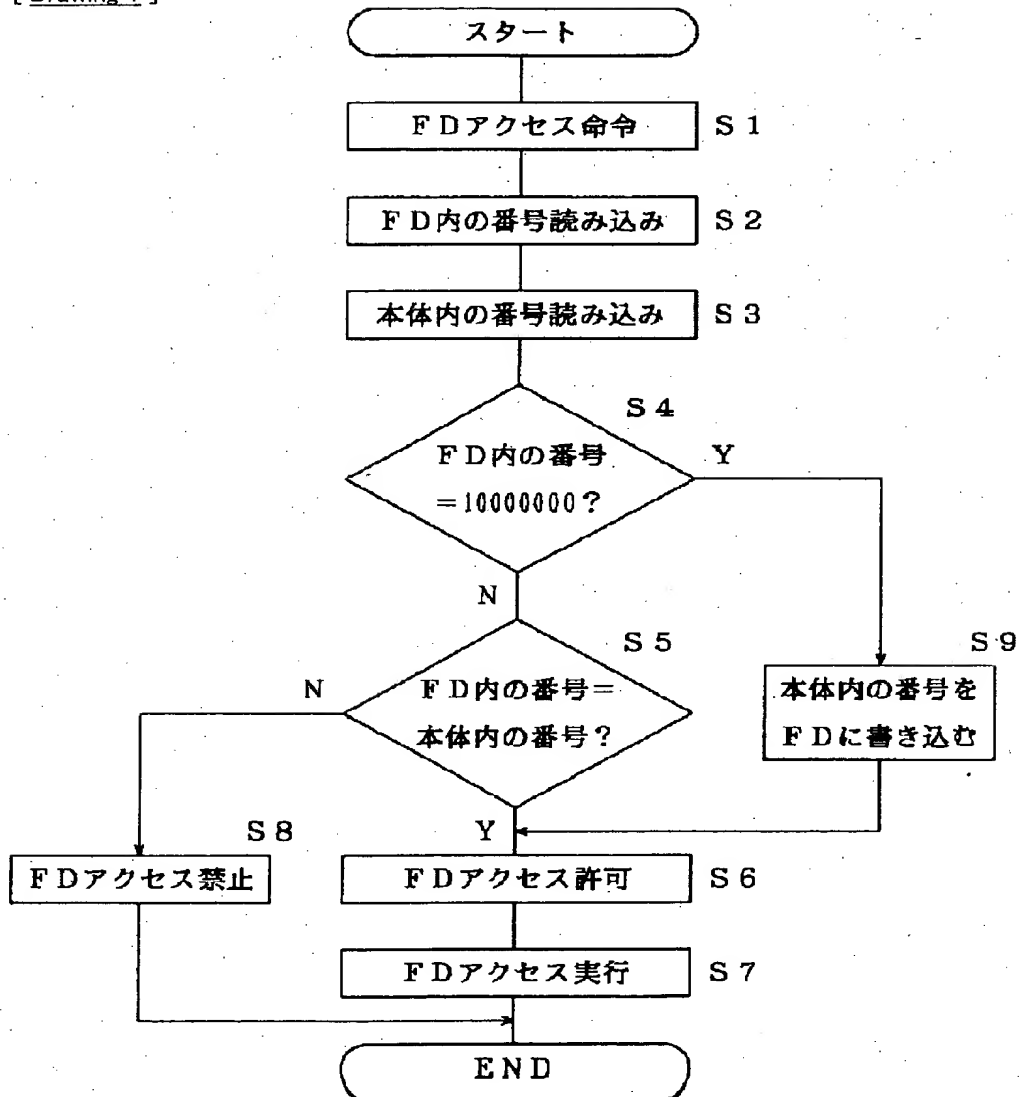 スタート
FDアクセス命令 S1
FD内の番号読み込み S2
本体内の番号読み込み S3
S4
FD内の番号
=10000000?
Y
N
S5
FD内の番号=
本体内の番号?
N
Y
S9
本体内の番号を
FDに書き込む
S8
FDアクセス禁止
FDアクセス許可 S6
FDアクセス実行 S7
END